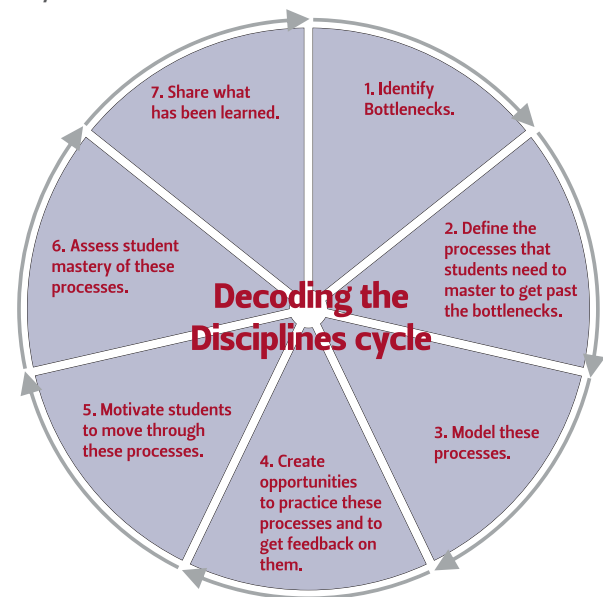 Decoding the
Disciplines cycle
1. Identify
Bottlenecks.
2. Define the
processes that
students need to
master to get past
the bottlenecks.
3. Model these
processes.
4. Create
opportunities
to practice these
processes and to
get feedback on
them.
5. Motivate students
to move through
these processes.
6. Assess student
mastery of these
processes.
7. Share what
has been learned.